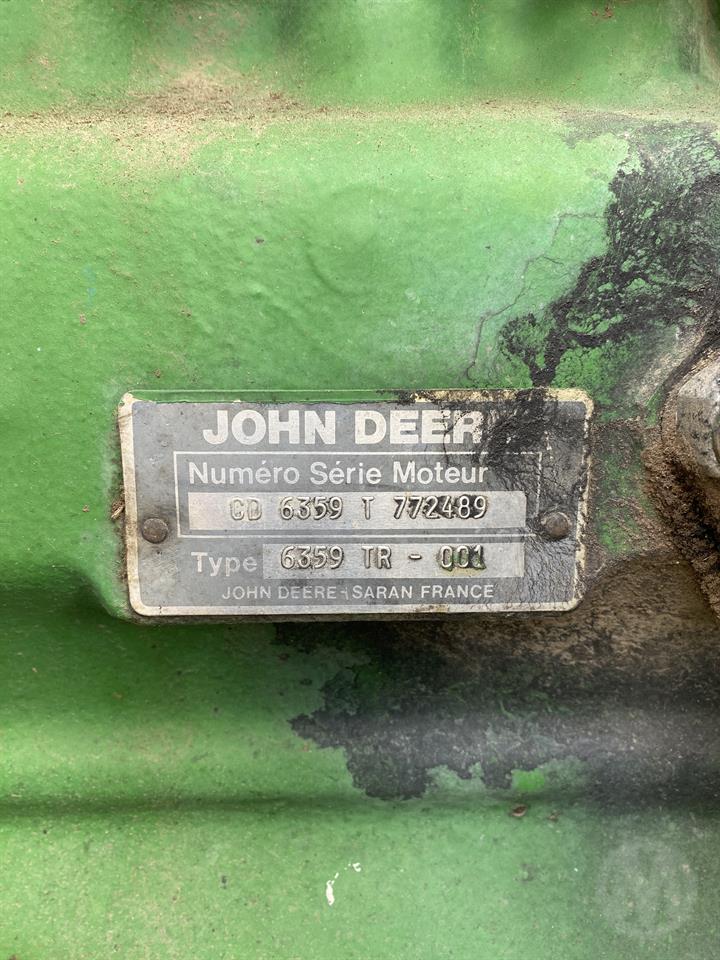 JOHN DEER
Numéro Série Moteur
CD 6359 T 772489
Type 6359 TR - 001
JOHN DEERE - SARAN FRANCE